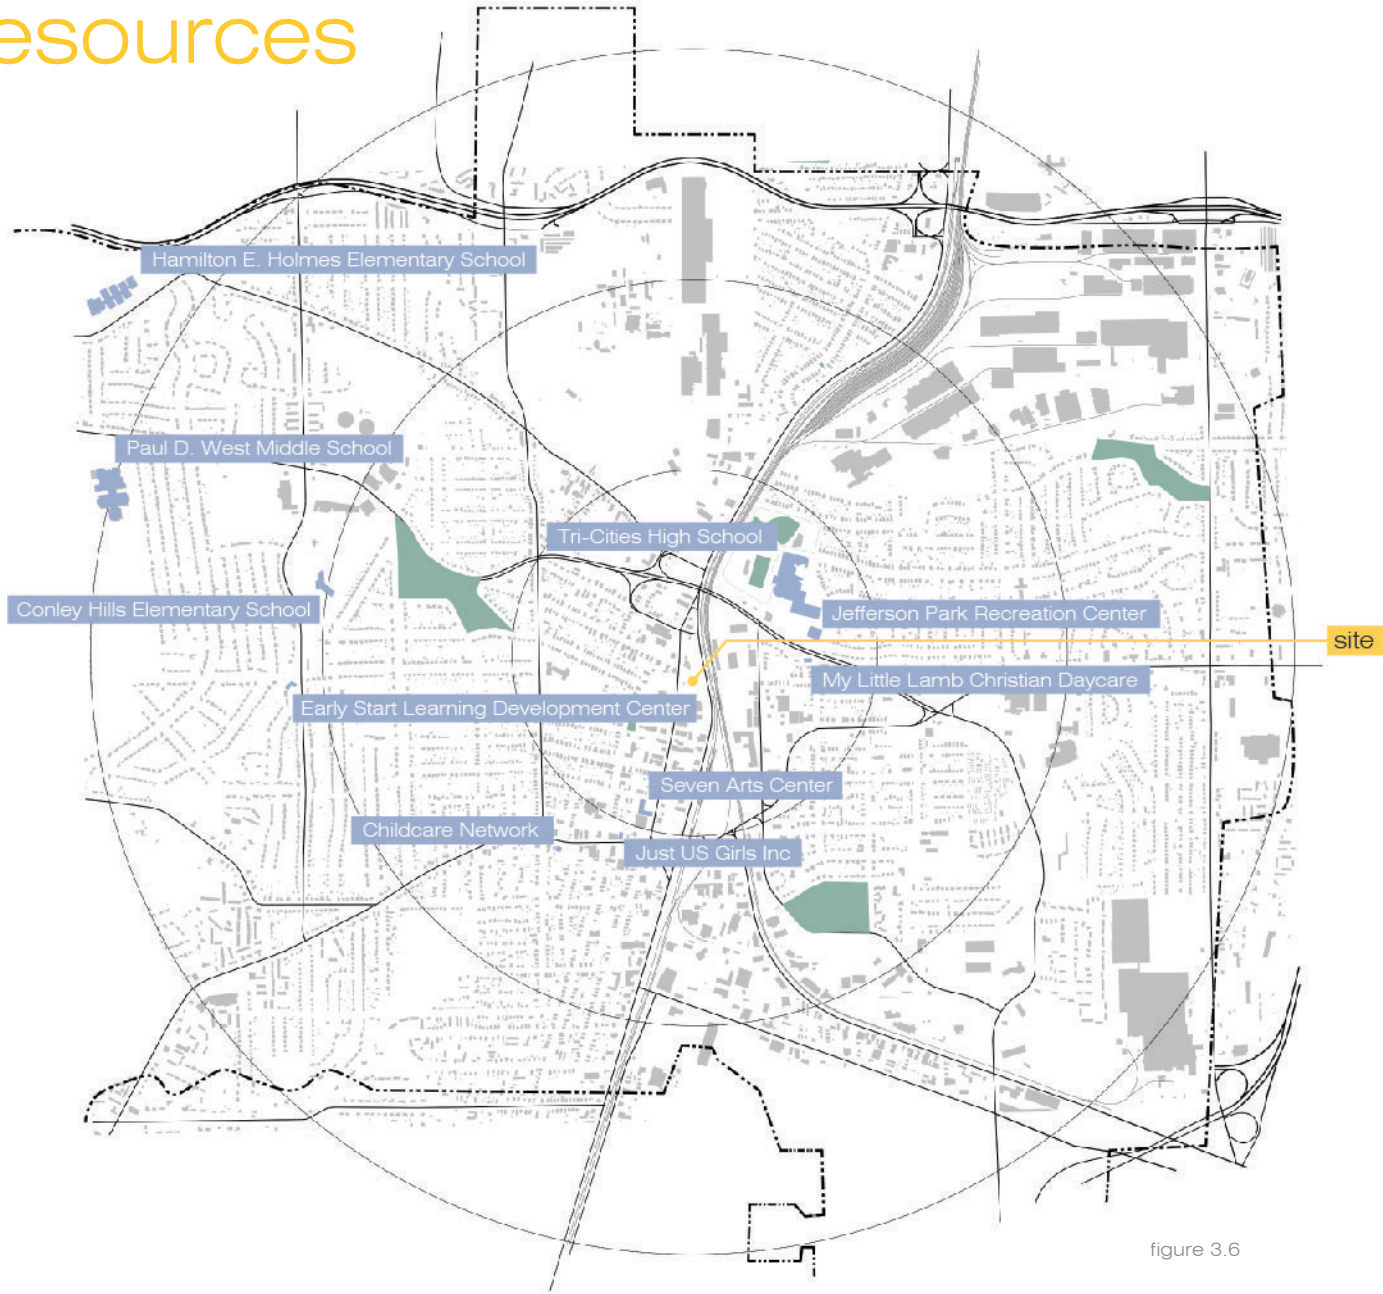 esources
Hamilton E. Holmes Elementary School
Paul D. West Middle School
Tri-Cities High School
Conley Hills Elementary School
Jefferson Park Recreation Center
site
My Little Lamb Christian Daycare
Early Start Learning Development Center
Seven Arts Center
Childcare Network
Just US Girls Inc
figure 3.6